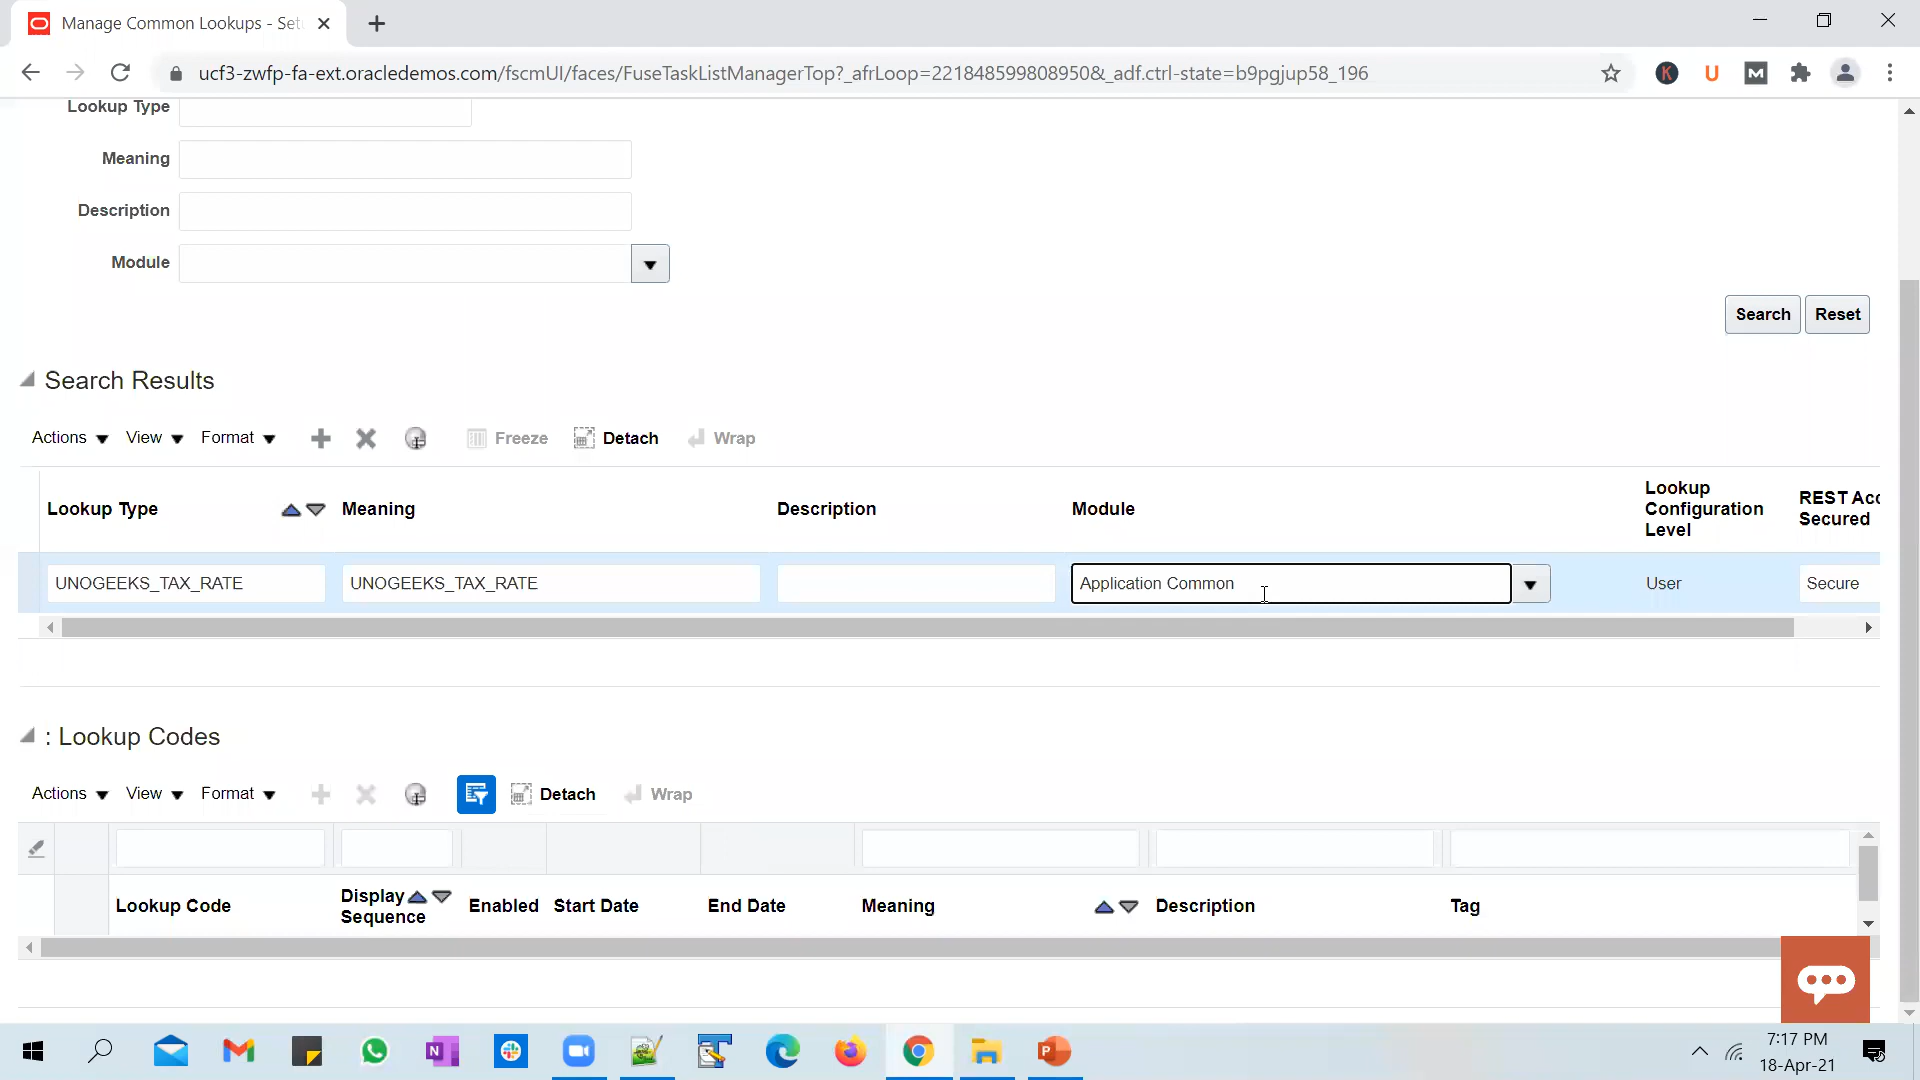 Manage Common Lookups - Set
ucf3-zwfp-fa-ext.oracledemos.com/fscmUI/faces/FuseTaskListManagerTop?_afrLoop=221848599808950&_adf.ctrl-state=b9pgjup58_196
K U M
Lookup Type
Meaning
Description
Module
Search Reset
Search Results
Actions View Format Freeze Detach Wrap
Lookup Type Meaning Description Module Lookup Configuration Level REST Acc Secured
UNOGEEKS_TAX_RATE UNOGEEKS_TAX_RATE Application Common User Secure
: Lookup Codes
Actions View Format Detach Wrap
Lookup Code Display Sequence Enabled Start Date End Date Meaning Description Tag
7:17 PM
18-Apr-21